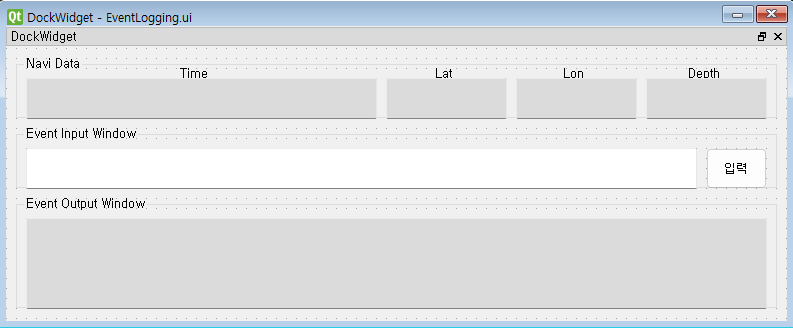 Qt DockWidget - EventLogging.ui
DockWidget
Navi Data
Time Lat Lon Depth
Event Input Window
입력
Event Output Window